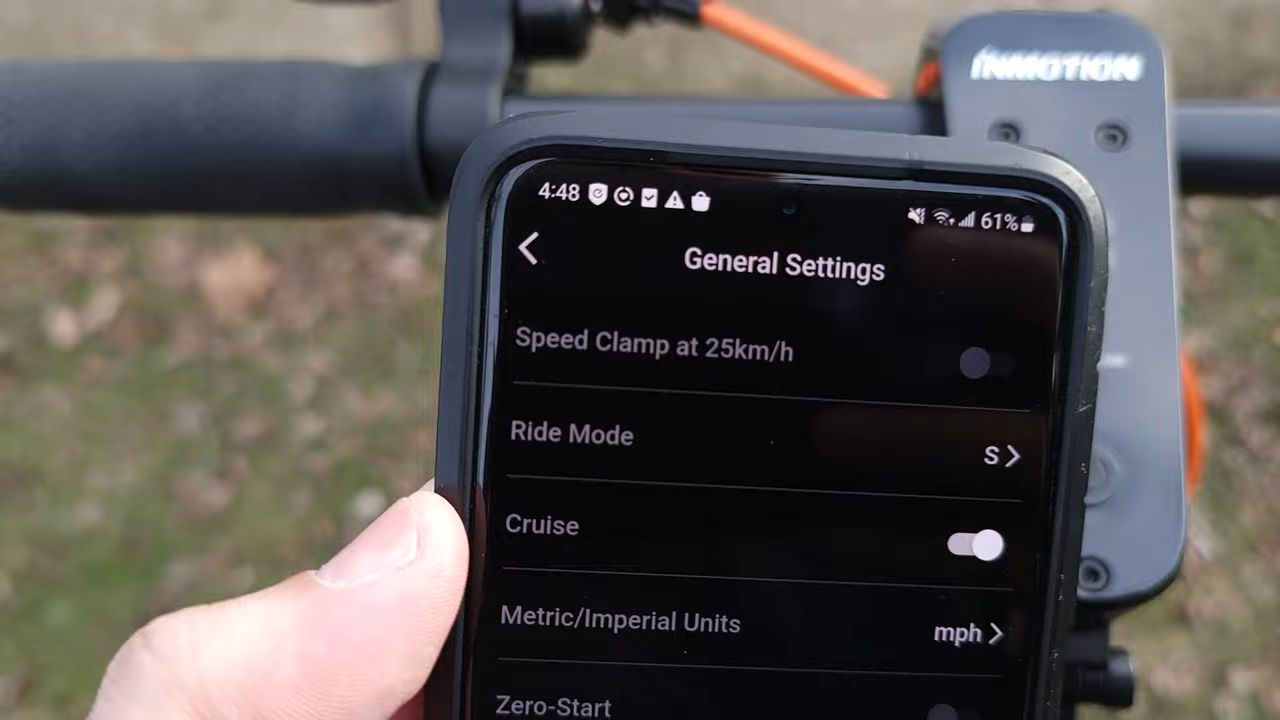 INMOTION
4:48 61%
General Settings
Speed Clamp at 25km/h
Ride Mode S
Cruise
Metric/Imperial Units mph
Zero-Start